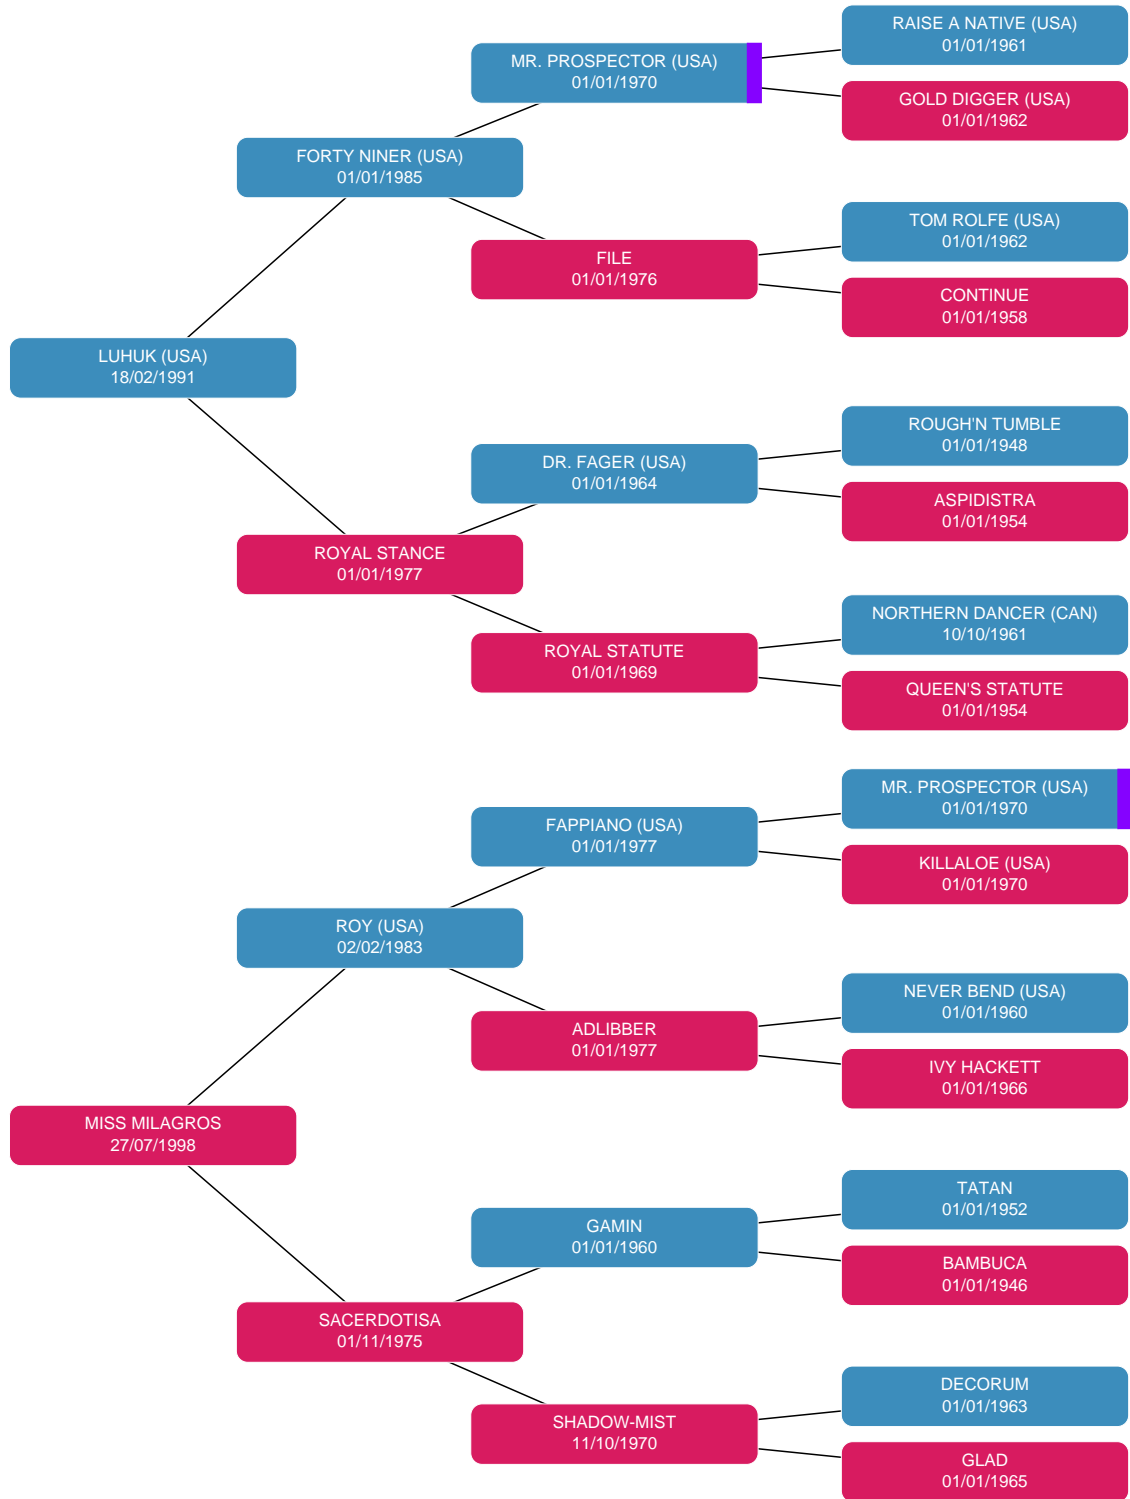 RAISE A NATIVE (USA)
01/01/1961
MR. PROSPECTOR (USA)
01/01/1970
GOLD DIGGER (USA)
01/01/1962
FORTY NINER (USA)
01/01/1985
TOM ROLFE (USA)
01/01/1962
FILE
01/01/1976
CONTINUE
01/01/1958
LUHUK (USA)
18/02/1991
ROUGH'N TUMBLE
01/01/1948
DR. FAGER (USA)
01/01/1964
ASPIDISTRA
01/01/1954
ROYAL STANCE
01/01/1977
NORTHERN DANCER (CAN)
10/10/1961
ROYAL STATUTE
01/01/1969
QUEEN'S STATUTE
01/01/1954
MR. PROSPECTOR (USA)
01/01/1970
FAPPIANO (USA)
01/01/1977
KILLALOE (USA)
01/01/1970
ROY (USA)
02/02/1983
NEVER BEND (USA)
01/01/1960
ADLIBBER
01/01/1977
IVY HACKETT
01/01/1966
MISS MILAGROS
27/07/1998
TATAN
01/01/1952
GAMIN
01/01/1960
BAMBUCA
01/01/1946
SACERDOTISA
01/11/1975
DECORUM
01/01/1963
SHADOW-MIST
11/10/1970
GLAD
01/01/1965